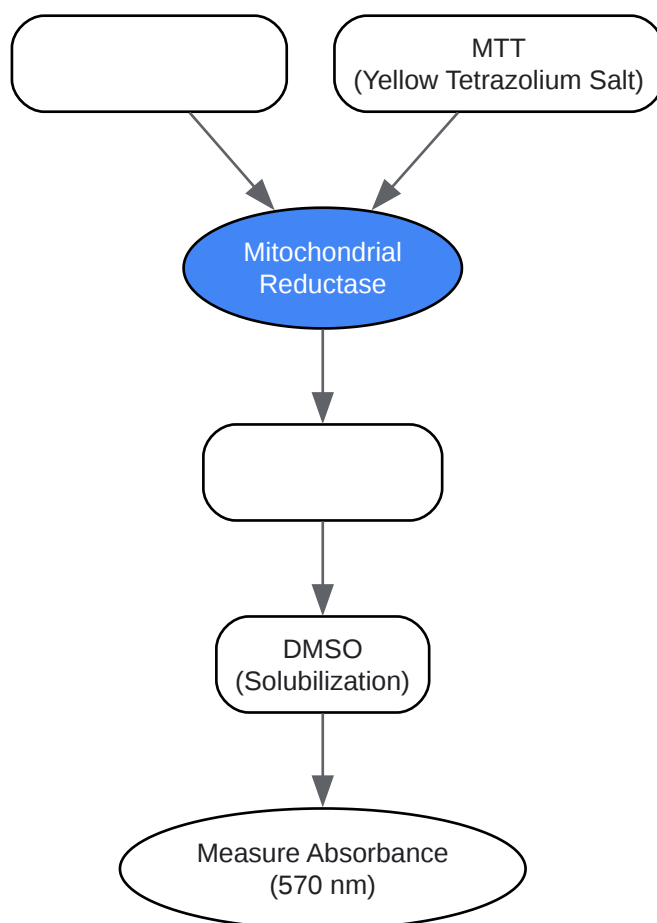 MTT
(Yellow Tetrazolium Salt)
Mitochondrial
Reductase
DMSO
(Solubilization)
Measure Absorbance
(570 nm)